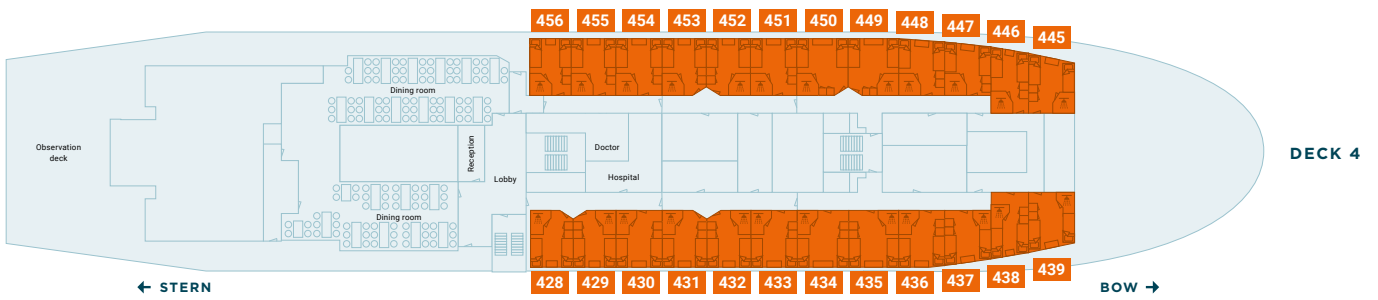 456 455 454 453 452 451 450 449 448 447 446 445
Dining room
Observation
deck
Reception
Doctor
Lobby
Hospital
DECK 4
Dining room
428 429 430 431 432 433 434 435 436 437 438 439
← STERN
BOW →